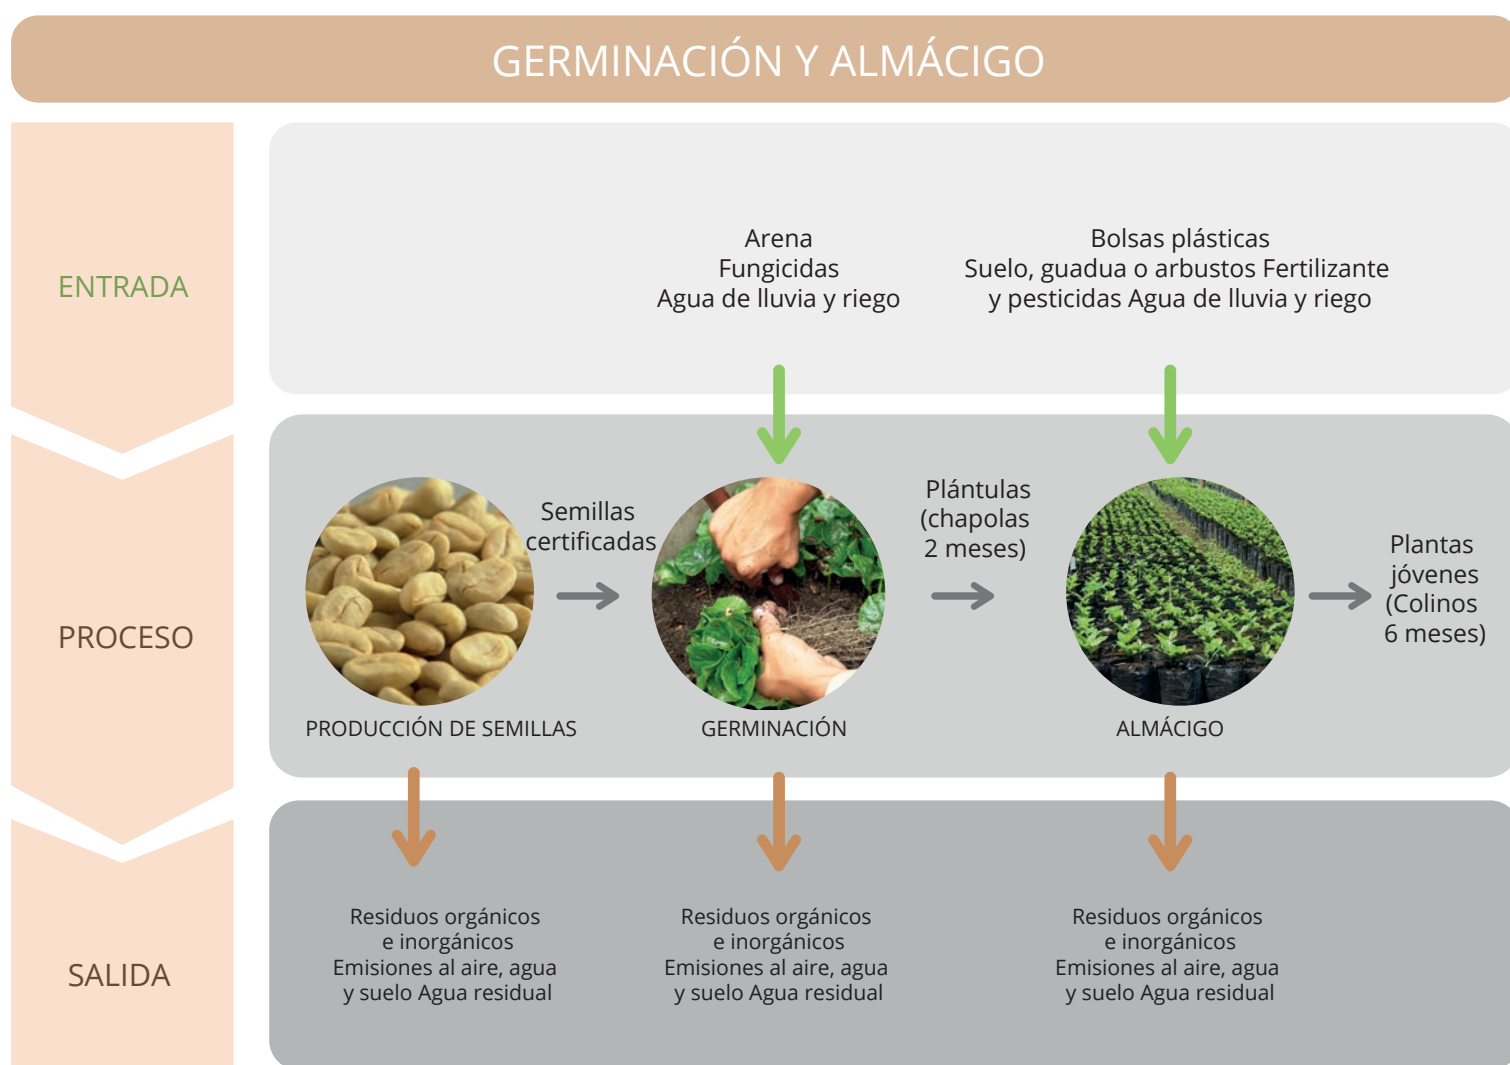 GERMINACIÓN Y ALMÁCIGO
ENTRADA
Arena
Fungicidas
Agua de lluvia y riego
Bolsas plásticas
Suelo, guadua o arbustos Fertilizante
y pesticidas Agua de lluvia y riego
PROCESO
Semillas
certificadas
Plántulas
(chapolas
2 meses)
Plantas
jóvenes
(Colinos
6 meses)
PRODUCCIÓN DE SEMILLAS
GERMINACIÓN
ALMÁCIGO
SALIDA
Residuos orgánicos
e inorgánicos
Emisiones al aire, agua
y suelo Agua residual
Residuos orgánicos
e inorgánicos
Emisiones al aire, agua
y suelo Agua residual
Residuos orgánicos
e inorgánicos
Emisiones al aire, agua
y suelo Agua residual